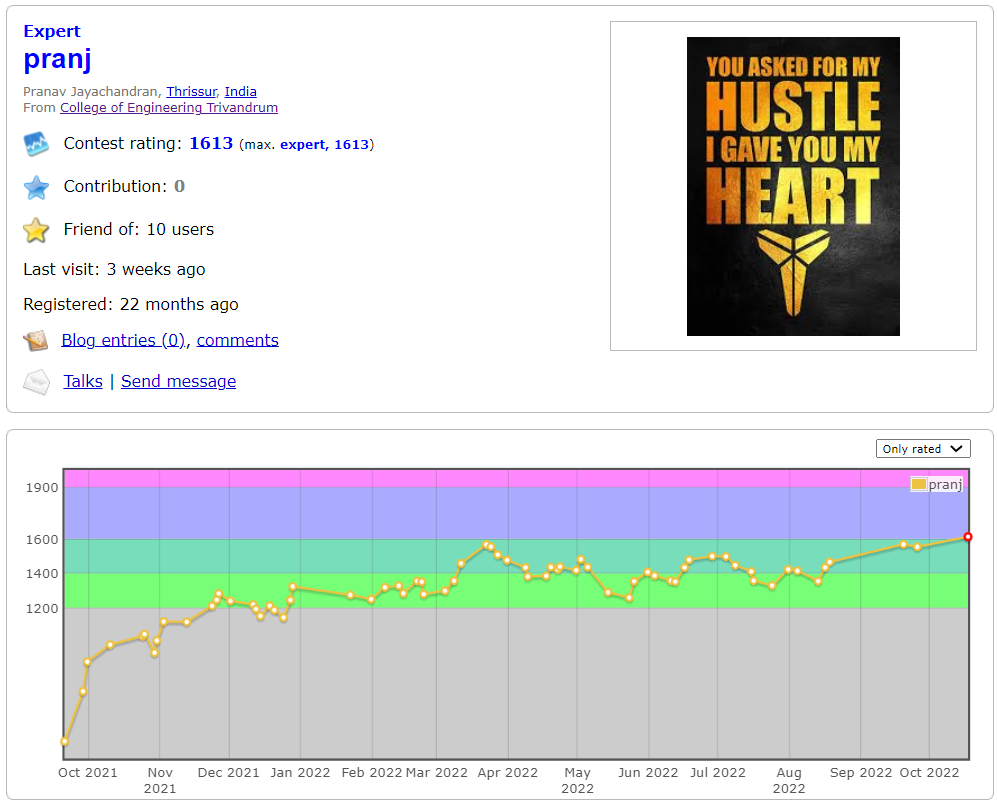 Expert
pranj
Pranav Jayachandran, Thrissur, India
From College of Engineering Trivandrum
Contest rating: 1613 (max. expert, 1613)
Contribution: 0
Friend of: 10 users
Last visit: 3 weeks ago
Registered: 22 months ago
Blog entries (0), comments
Talks | Send message
YOU ASKED FOR MY
HUSTLE
I GAVE YOU MY
HEART
Only rated
pranj
1900
1600
1400
1200
Oct 2021
Nov 2021
Dec 2021
Jan 2022
Feb 2022
Mar 2022
Apr 2022
May 2022
Jun 2022
Jul 2022
Aug 2022
Sep 2022
Oct 2022